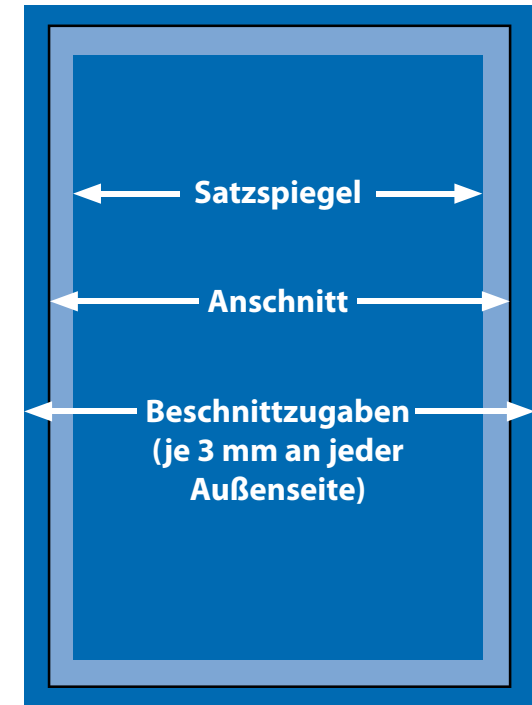 Satzspiegel
Anschnitt
Beschnittzugaben
(je 3 mm an jeder
Außenseite)